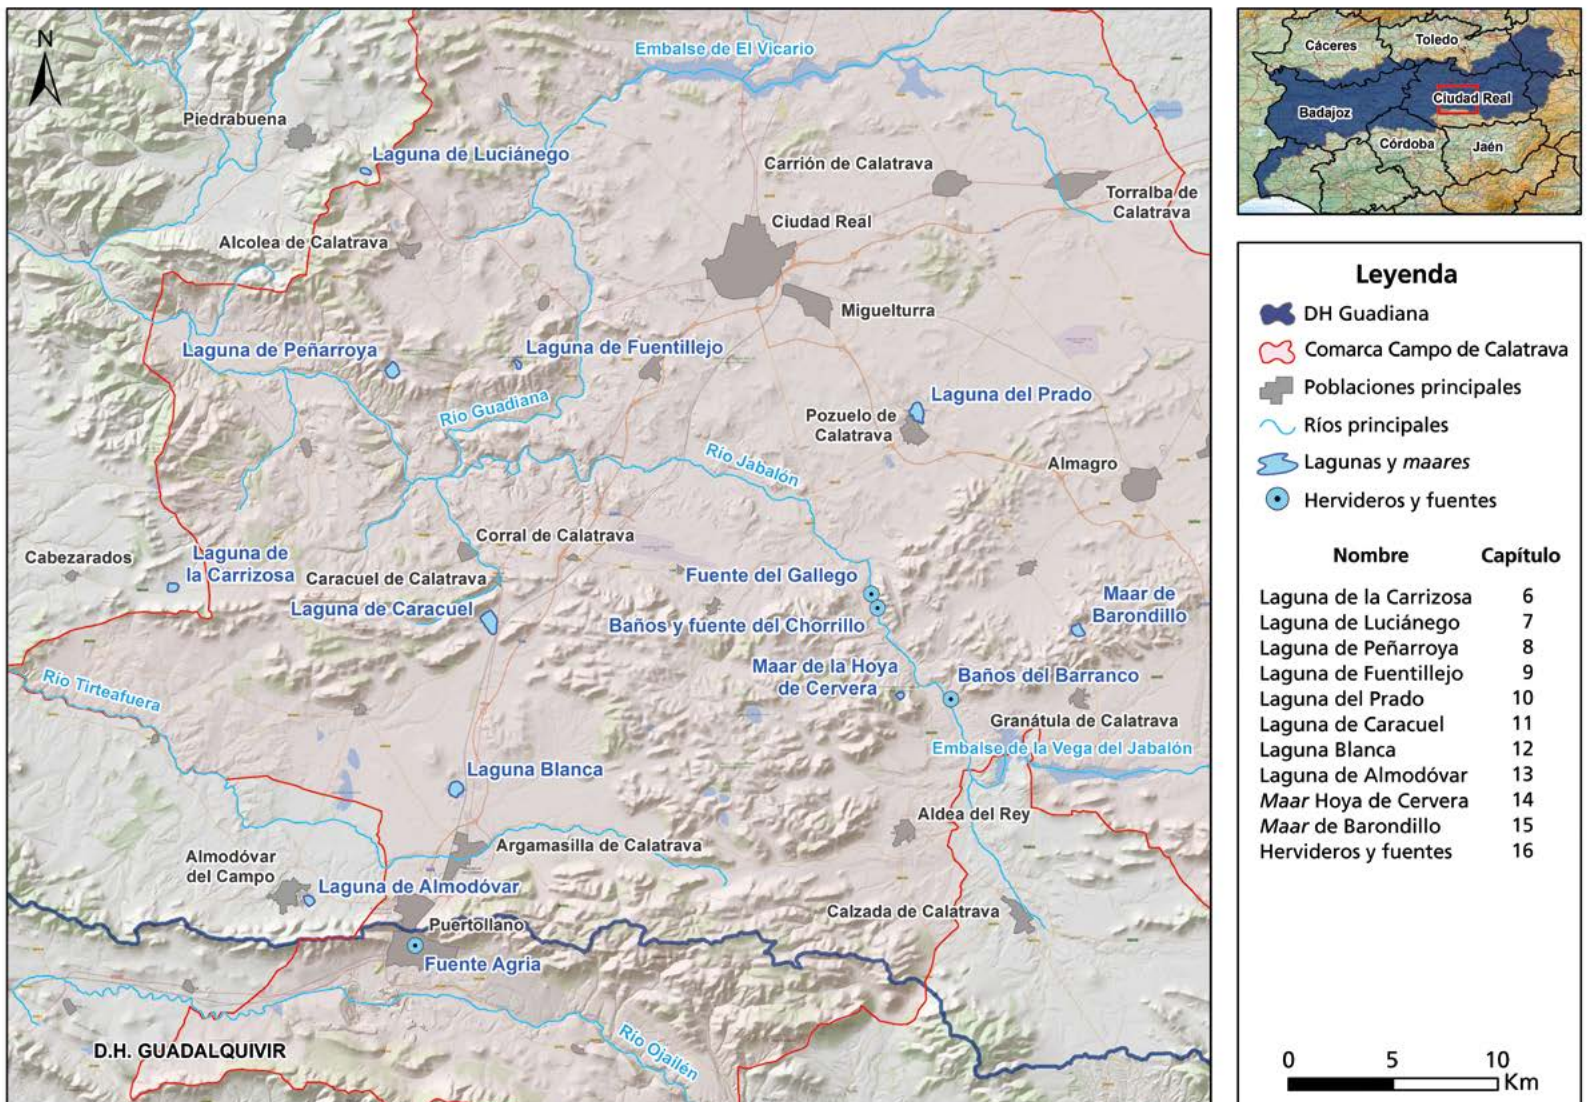 N
Embalse de El Vicario
Piedrabuena
Laguna de Luciánego
Carrión de Calatrava
Torralba de
Calatrava
Ciudad Real
Alcolea de Calatrava
Miguelturra
Laguna de Peñarroya
Laguna de Fuentillejo
Río Guadiana
Laguna del Prado
Pozuelo de
Calatrava
Río Jabalón
Almagro
Corral de Calatrava
Cabezarados
Laguna de
la Carrizosa
Caracuel de Calatrava
Laguna de Caracuel
Fuente del Gallego
Baños y fuente del Chorrillo
Maar de
Barondillo
Maar de la Hoya
de Cervera
Baños del Barranco
Río Tirteafuera
Granátula de Calatrava
Embalse de la Vega del Jabalón
Laguna Blanca
Aldea del Rey
Argamasilla de Calatrava
Almodóvar
del Campo
Laguna de Almodóvar
Calzada de Calatrava
Puertollano
Fuente Agria
Río Ojailén
D.H. GUADALQUIVIR
Cáceres
Toledo
Badajoz
Ciudad Real
Córdoba
Jaén
Leyenda
DH Guadiana
Comarca Campo de Calatrava
Poblaciones principales
Ríos principales
Lagunas y maares
Hervideros y fuentes
Nombre Capítulo
Laguna de la Carrizosa 6
Laguna de Luciánego 7
Laguna de Peñarroya 8
Laguna de Fuentillejo 9
Laguna del Prado 10
Laguna de Caracuel 11
Laguna Blanca 12
Laguna de Almodóvar 13
Maar Hoya de Cervera 14
Maar de Barondillo 15
Hervideros y fuentes 16
0 5 10
Km